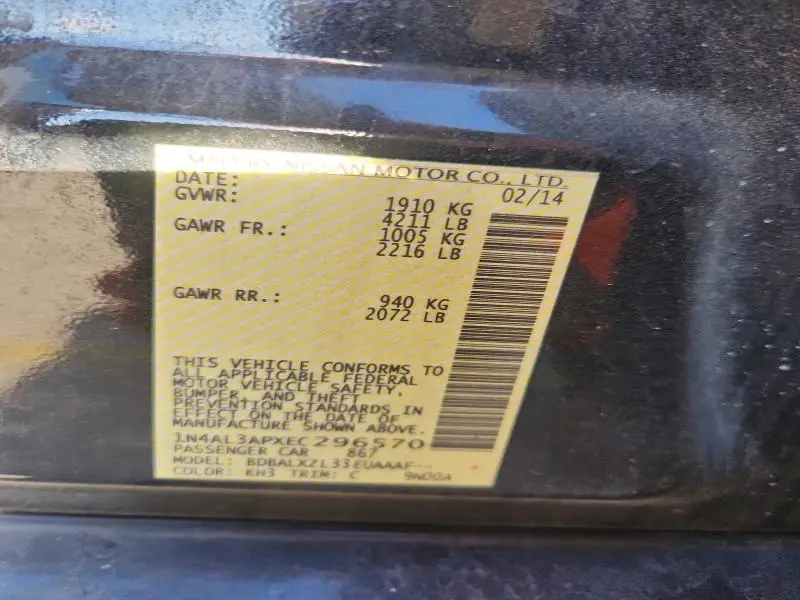 MFD BY NISSAN MOTOR CO., LTD.
DATE: 02/14
GVWR: 1910 KG
4211 LB
GAWR FR.: 1005 KG
2216 LB
GAWR RR.: 940 KG
2072 LB
THIS VEHICLE CONFORMS TO
ALL APPLICABLE FEDERAL
MOTOR VEHICLE SAFETY,
BUMPER, AND THEFT
PREVENTION STANDARDS IN
EFFECT ON THE DATE OF
MANUFACTURE SHOWN ABOVE.
1N4AL3APXEC296570
PASSENGER CAR 867
MODEL: BDBALXZL33EUAAAF--
COLOR: KH3 TRIM: C 9N00A